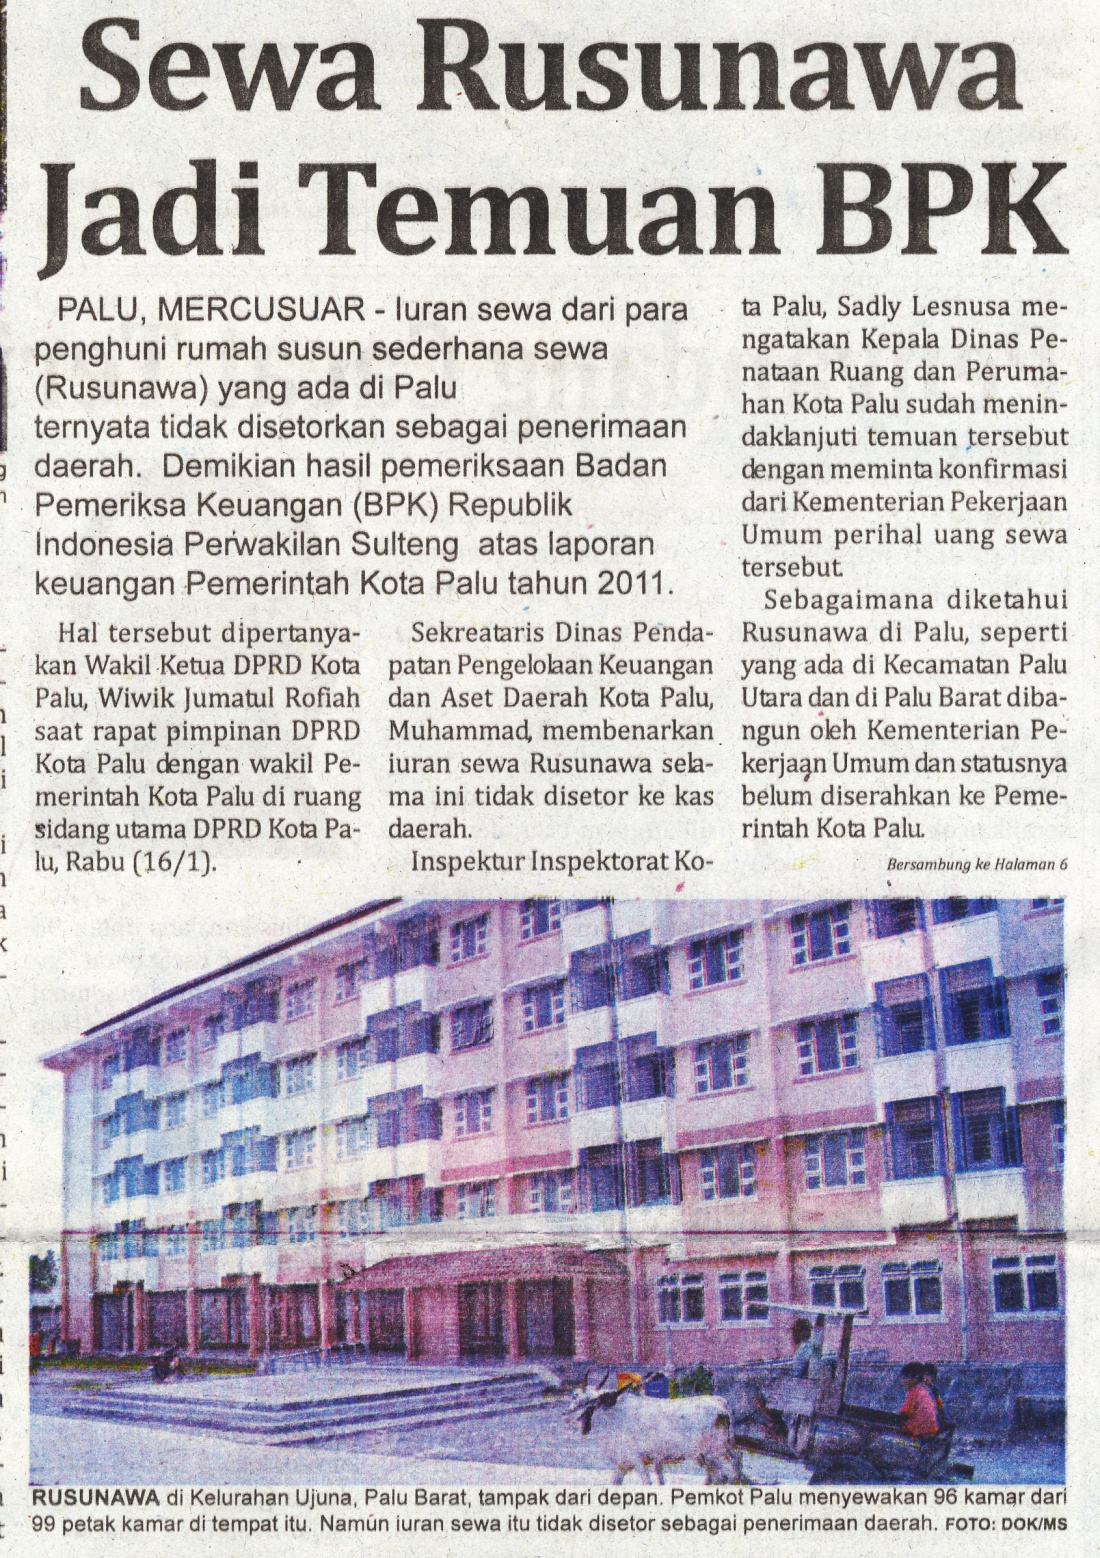 Sewa Rusunawa
Jadi Temuan BPK
PALU, MERCUSUAR - Iuran sewa dari para
penghuni rumah susun sederhana sewa
(Rusunawa) yang ada di Palu
ternyata tidak disetorkan sebagai penerimaan
daerah. Demikian hasil pemeriksaan Badan
Pemeriksa Keuangan (BPK) Republik
Indonesia Perwakilan Sulteng atas laporan
keuangan Pemerintah Kota Palu tahun 2011.
Hal tersebut dipertanya-
kan Wakil Ketua DPRD Kota
Palu, Wiwik Jumatul Rofiah
saat rapat pimpinan DPRD
Kota Palu dengan wakil Pe-
merintah Kota Palu di ruang
sidang utama DPRD Kota Pa-
lu, Rabu (16/1).
Sekreataris Dinas Penda-
patan Pengelolaan Keuangan
dan Aset Daerah Kota Palu,
Muhammad, membenarkan
iuran sewa Rusunawa sela-
ma ini tidak disetor ke kas
daerah.
Inspektur Inspektorat Ko-
ta Palu, Sadly Lesnusa me-
ngatakan Kepala Dinas Pe-
nataan Ruang dan Peruma-
han Kota Palu sudah menin-
daklanjuti temuan tersebut
dengan meminta konfirmasi
dari Kementerian Pekerjaan
Umum perihal uang sewa
tersebut.
Sebagaimana diketahui
Rusunawa di Palu, seperti
yang ada di Kecamatan Palu
Utara dan di Palu Barat diba-
ngun oleh Kementerian Pe-
kerjaan Umum dan statusnya
belum diserahkan ke Peme-
rintah Kota Palu.
Bersambung ke Halaman 6
RUSUNAWA di Kelurahan Ujuna, Palu Barat, tampak dari depan. Pemkot Palu menyewakan 96 kamar dari
99 petak kamar di tempat itu. Namun iuran sewa itu tidak disetor sebagai penerimaan daerah. FOTO: DOK/MS